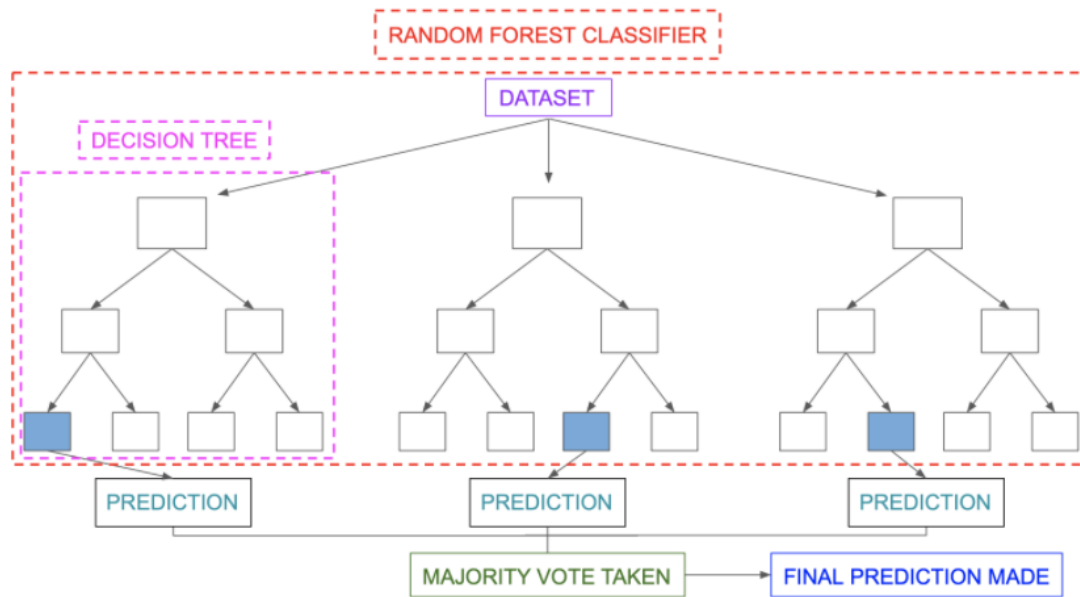 RANDOM FOREST CLASSIFIER
DATASET
DECISION TREE
PREDICTION
PREDICTION
PREDICTION
MAJORITY VOTE TAKEN
FINAL PREDICTION MADE